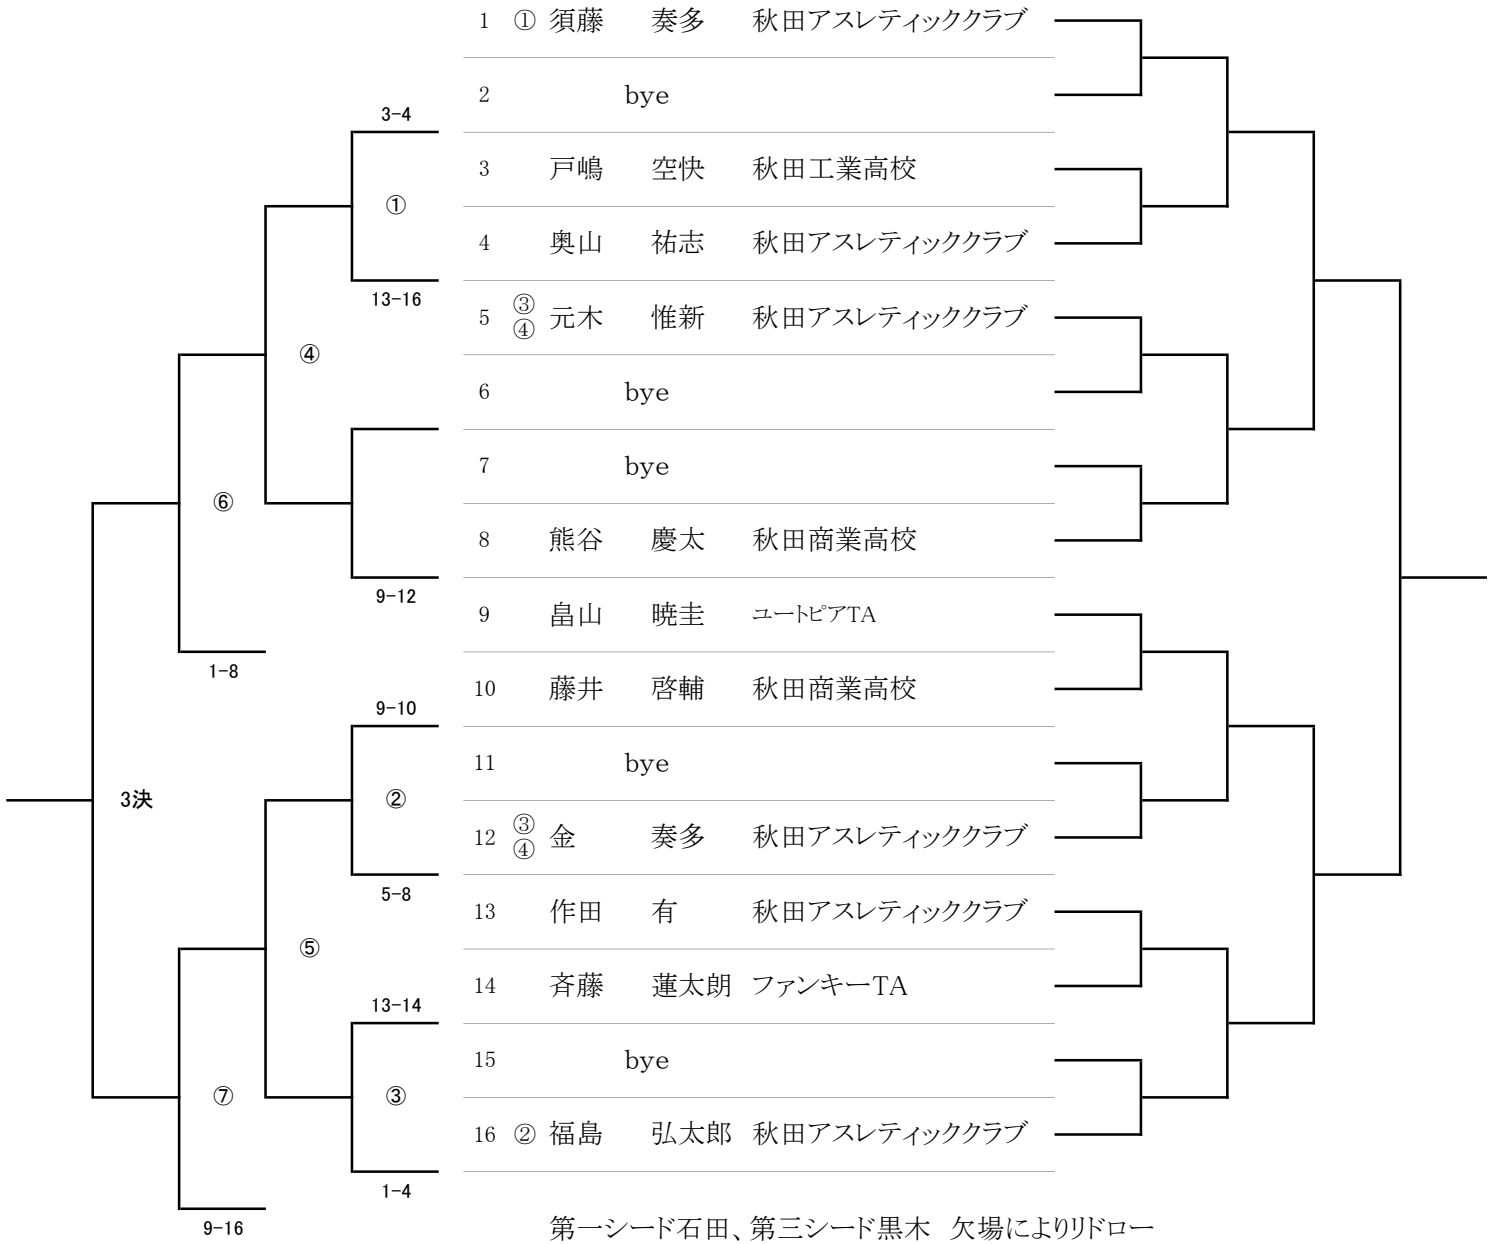 1 ① 須藤 奏多 秋田アスレティッククラブ
2 bye
3-4
3 戸嶋 空快 秋田工業高校
①
4 奥山 祐志 秋田アスレティッククラブ
13-16
5 ③④ 元木 惟新 秋田アスレティッククラブ
④
6 bye
7 bye
⑥
8 熊谷 慶太 秋田商業高校
9-12
9 畠山 暁圭 ユートピアTA
1-8
10 藤井 啓輔 秋田商業高校
9-10
11 bye
3決
②
12 ③④ 金 奏多 秋田アスレティッククラブ
5-8
13 作田 有 秋田アスレティッククラブ
⑤
14 斉藤 蓮太朗 ファンキーTA
13-14
15 bye
⑦
③
16 ② 福島 弘太郎 秋田アスレティッククラブ
1-4
9-16
第一シード石田、第三シード黒木 欠場によりリドロー